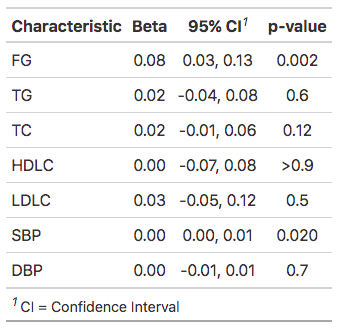 Characteristic Beta 95% CI¹ p-value
FG 0.08 0.03, 0.13 0.002
TG 0.02 -0.04, 0.08 0.6
TC 0.02 -0.01, 0.06 0.12
HDLC 0.00 -0.07, 0.08 >0.9
LDLC 0.03 -0.05, 0.12 0.5
SBP 0.00 0.00, 0.01 0.020
DBP 0.00 -0.01, 0.01 0.7
¹ CI = Confidence Interval